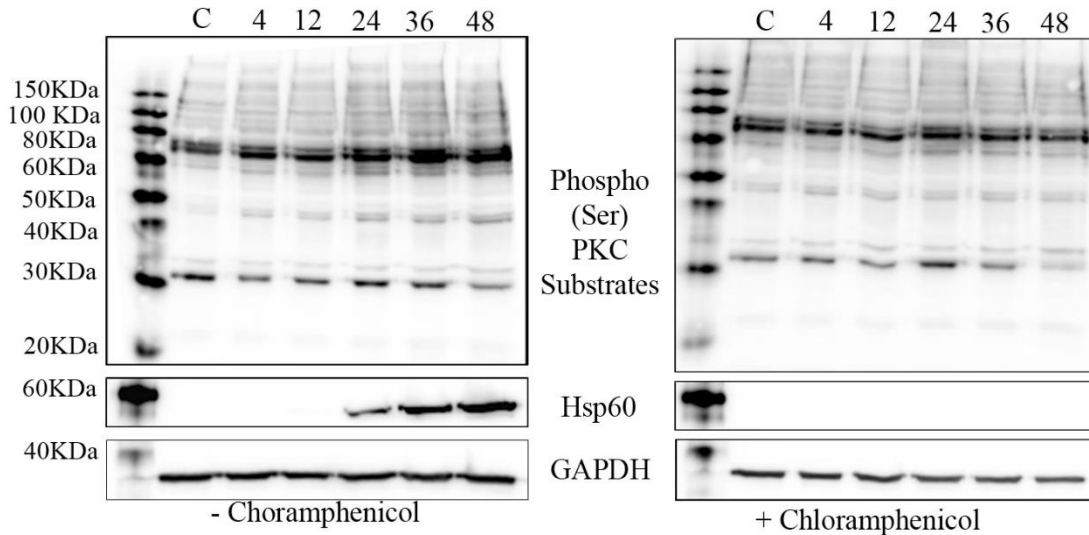 C 4 12 24 36 48
C 4 12 24 36 48
150KDa
100 KDa
80KDa
60KDa
50KDa
40KDa
30KDa
20KDa
Phospho
(Ser)
PKC
Substrates
60KDa
Hsp60
40KDa
GAPDH
- Choramphenicol
+ Chloramphenicol